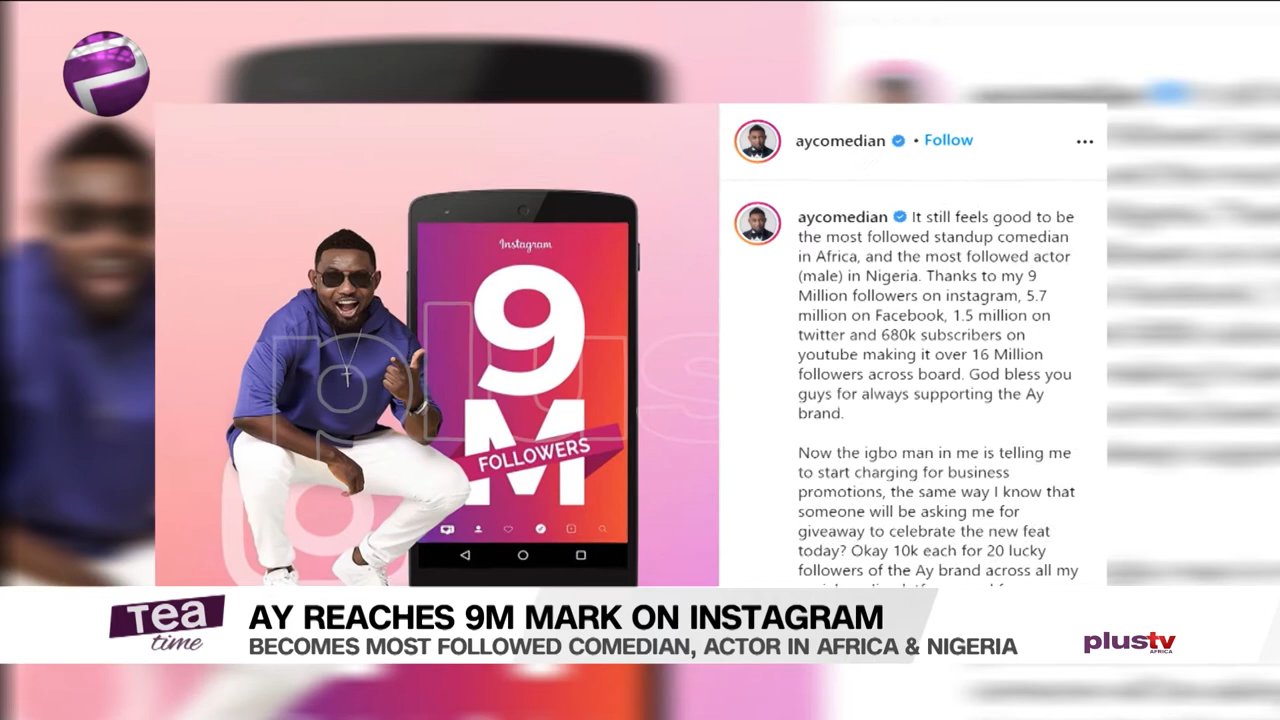 aycomedian • Follow
aycomedian It still feels good to be
the most followed standup comedian
in Africa, and the most followed actor
(male) in Nigeria. Thanks to my 9
Million followers on instagram, 5.7
million on Facebook, 1.5 million on
twitter and 680k subscribers on
youtube making it over 16 Million
followers across board. God bless you
guys for always supporting the Ay
brand.
Now the igbo man in me is telling me
to start charging for business
promotions, the same way I know that
someone will be asking me for
giveaway to celebrate the new feat
today? Okay 10k each for 20 lucky
followers of the Ay brand across all my
Instagram
9
M
FOLLOWERS
plus
Tea
time
AY REACHES 9M MARK ON INSTAGRAM
BECOMES MOST FOLLOWED COMEDIAN, ACTOR IN AFRICA & NIGERIA
plustv
AFRICA